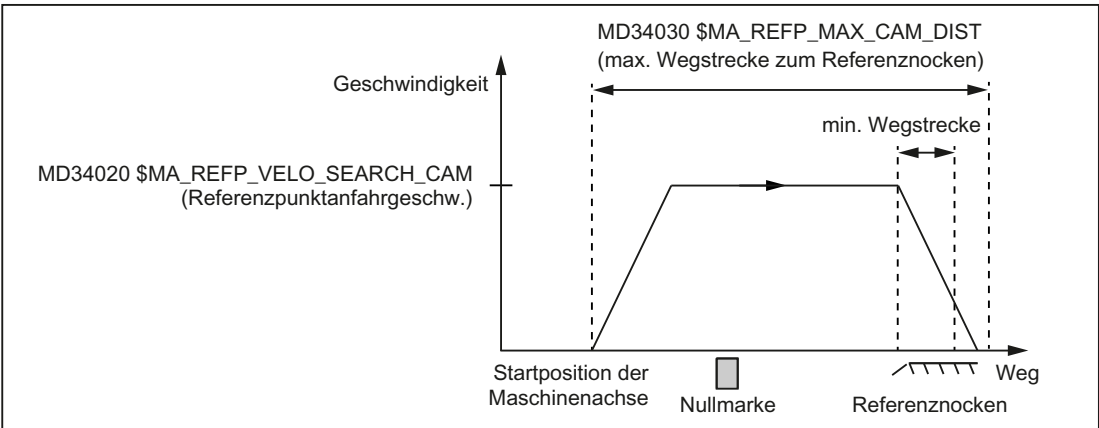 MD34030 $MA_REFP_MAX_CAM_DIST
(max. Wegstrecke zum Referenznocken)
Geschwindigkeit
min. Wegstrecke
MD34020 $MA_REFP_VELO_SEARCH_CAM
(Referenzpunktanfahrgeschw.)
Startposition der
Maschinenachse
Nullmarke
Referenznocken
Weg